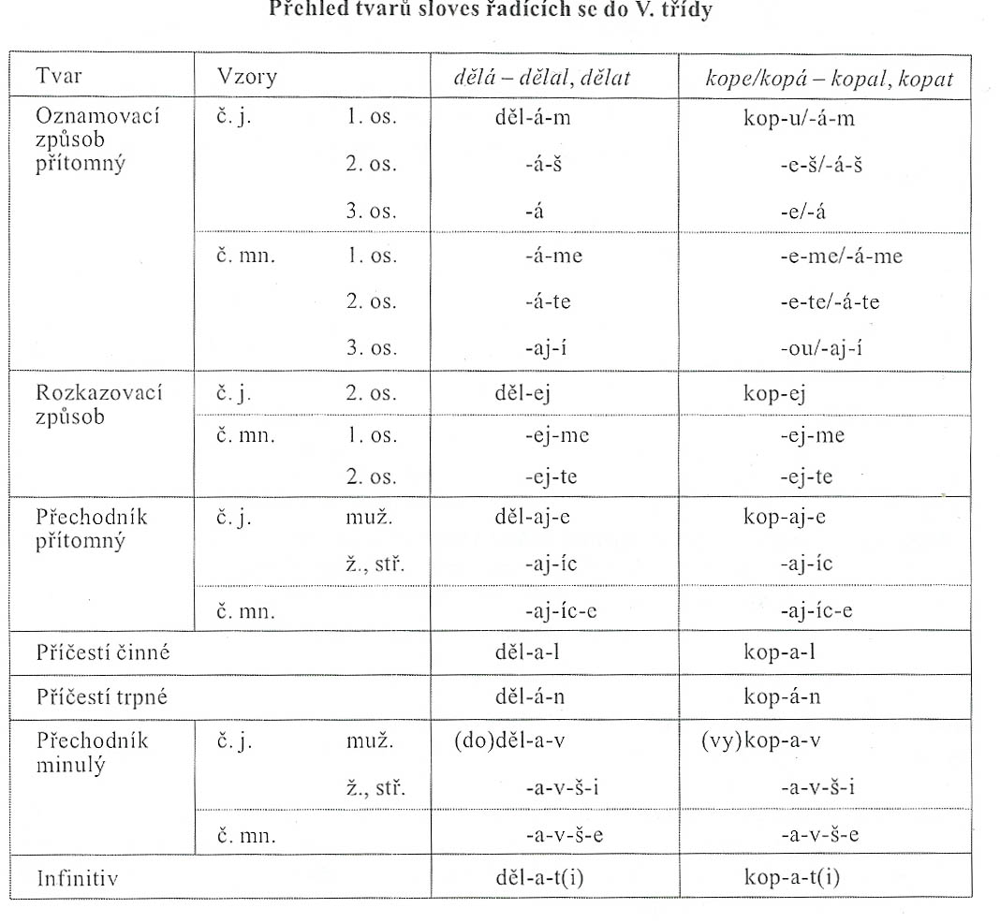 Přehled tvarů sloves řadících se do V. třídy
Tvar Vzory dělá – dělal, dělat kope/kopá – kopal, kopat
Oznamovací č. j. 1. os. děl-á-m kop-u/-á-m
způsob
přítomný 2. os. -á-š -e-š/-á-š
3. os. -á -e/-á
č. mn. 1. os. -á-me -e-me/-á-me
2. os. -á-te -e-te/-á-te
3. os. -aj-í -ou/-aj-í
Rozkazovací č. j. 2. os. děl-ej kop-ej
způsob
č. mn. 1. os. -ej-me -ej-me
2. os. -ej-te -ej-te
Přechodník č. j. muž. děl-aj-e kop-aj-e
přítomný
ž., stř. -aj-íc -aj-íc
č. mn. -aj-íc-e -aj-íc-e
Příčestí činné děl-a-l kop-a-l
Příčestí trpné děl-á-n kop-á-n
Přechodník č. j. muž. (do)děl-a-v (vy)kop-a-v
minulý
ž., stř. -a-v-š-i -a-v-š-i
č. mn. -a-v-š-e -a-v-š-e
Infinitiv děl-a-t(i) kop-a-t(i)